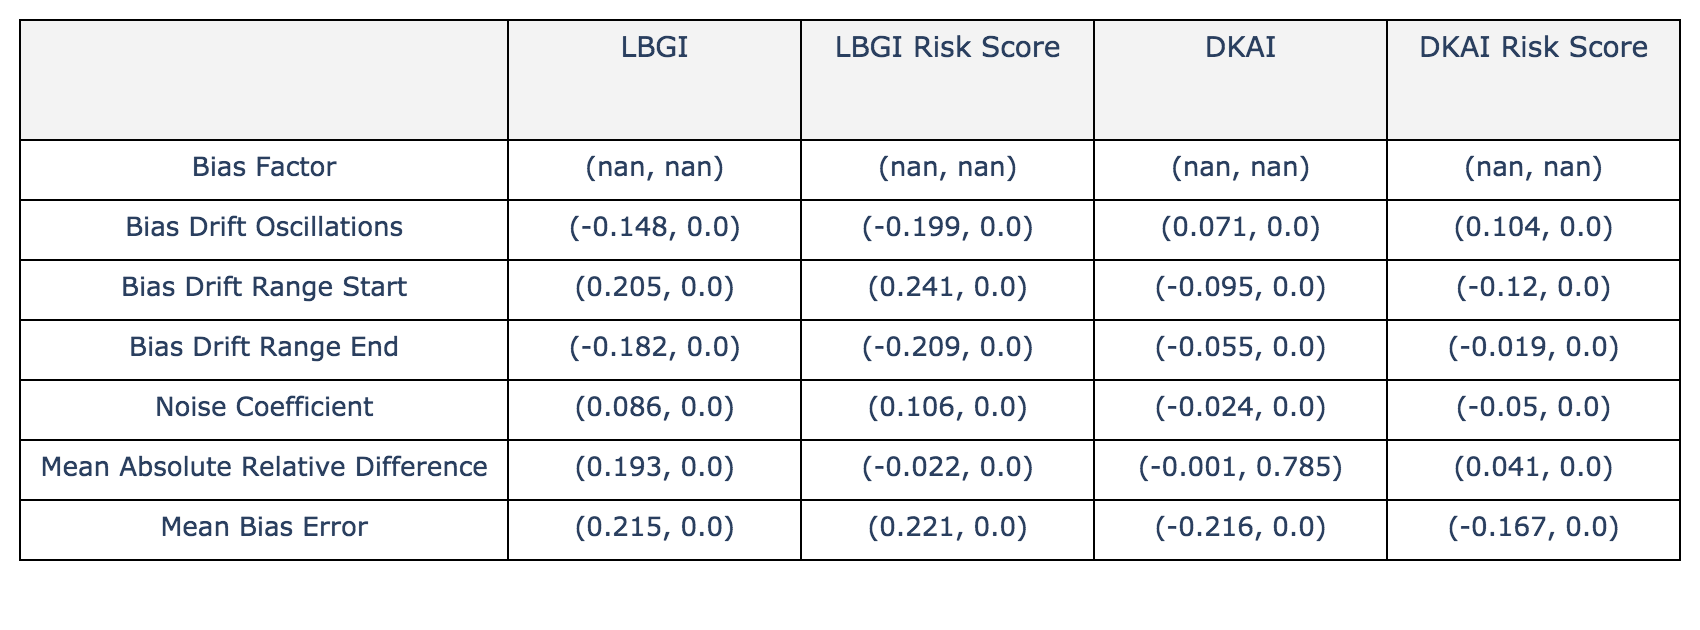 LBGI LBGI Risk Score DKAI DKAI Risk Score
Bias Factor (nan, nan) (nan, nan) (nan, nan) (nan, nan)
Bias Drift Oscillations (-0.148, 0.0) (-0.199, 0.0) (0.071, 0.0) (0.104, 0.0)
Bias Drift Range Start (0.205, 0.0) (0.241, 0.0) (-0.095, 0.0) (-0.12, 0.0)
Bias Drift Range End (-0.182, 0.0) (-0.209, 0.0) (-0.055, 0.0) (-0.019, 0.0)
Noise Coefficient (0.086, 0.0) (0.106, 0.0) (-0.024, 0.0) (-0.05, 0.0)
Mean Absolute Relative Difference (0.193, 0.0) (-0.022, 0.0) (-0.001, 0.785) (0.041, 0.0)
Mean Bias Error (0.215, 0.0) (0.221, 0.0) (-0.216, 0.0) (-0.167, 0.0)